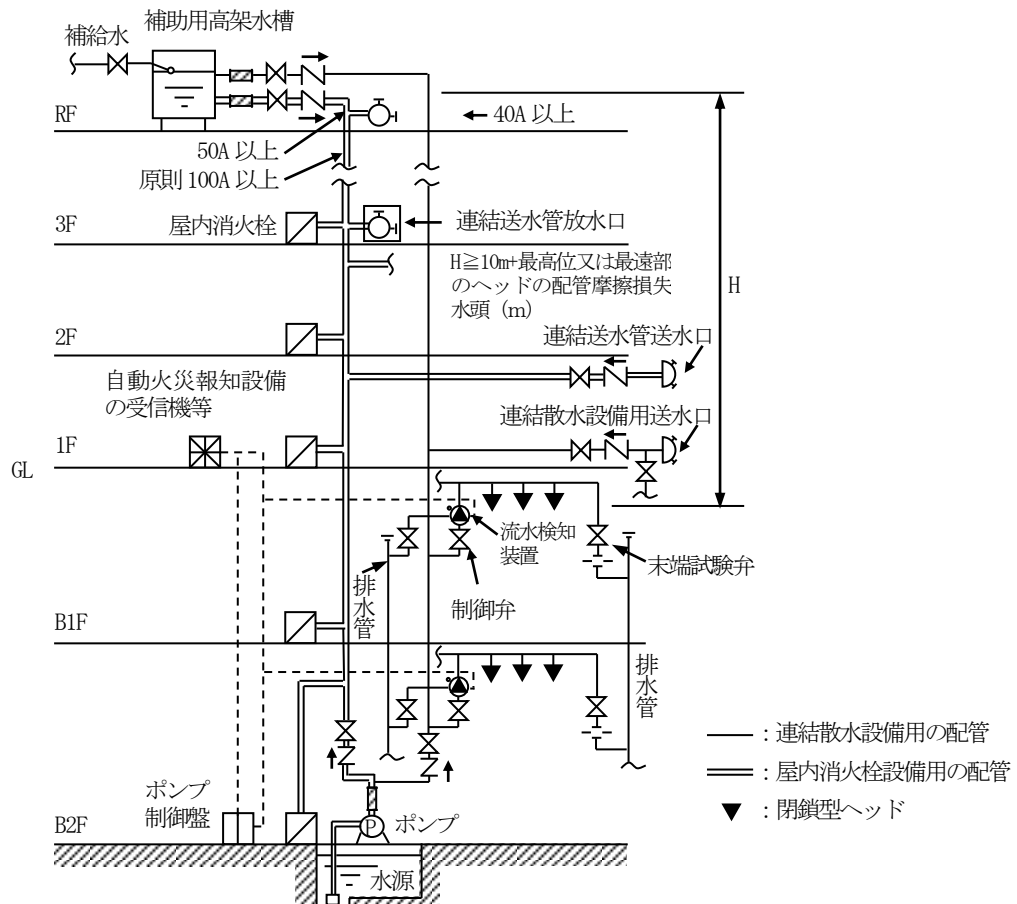 補助用高架水槽
補給水
RF
40A 以上
50A 以上
原則 100A 以上
3F
屋内消火栓
連結送水管放水口
H≧10m+最高位又は最遠部
のヘッドの配管摩擦損失
水頭（m）
H
2F
連結送水管送水口
自動火災報知設備
の受信機等
連結散水設備用送水口
1F
GL
流水検知
装置
末端試験弁
排水管
制御弁
B1F
排水管
ポンプ
制御盤
B2F
P
ポンプ
水源
：連結散水設備用の配管
：屋内消火栓設備用の配管
：閉鎖型ヘッド